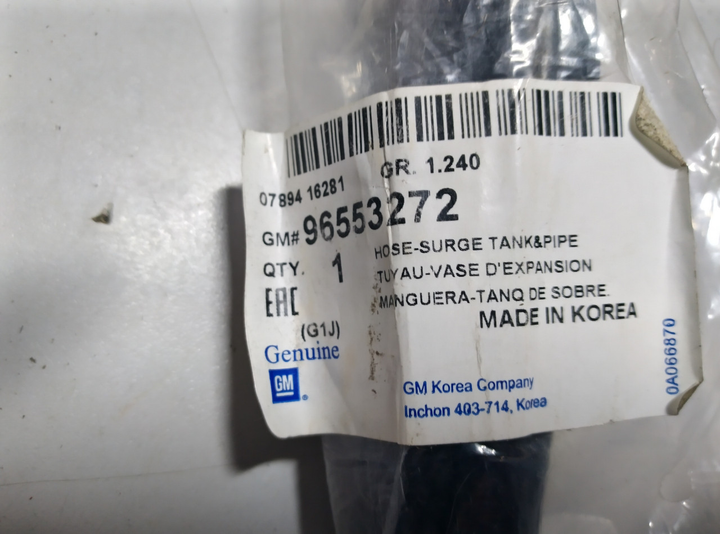 GR. 1.240
07894 16281
GM# 96553272
QTY. 1
HOSE-SURGE TANK&PIPE
TUYAU-VASE D'EXPANSION
MANGUERA-TANQ DE SOBRE.
EAC
MADE IN KOREA
(G1J)
Genuine
GM
GM Korea Company
Inchon 403-714, Korea
0A066870